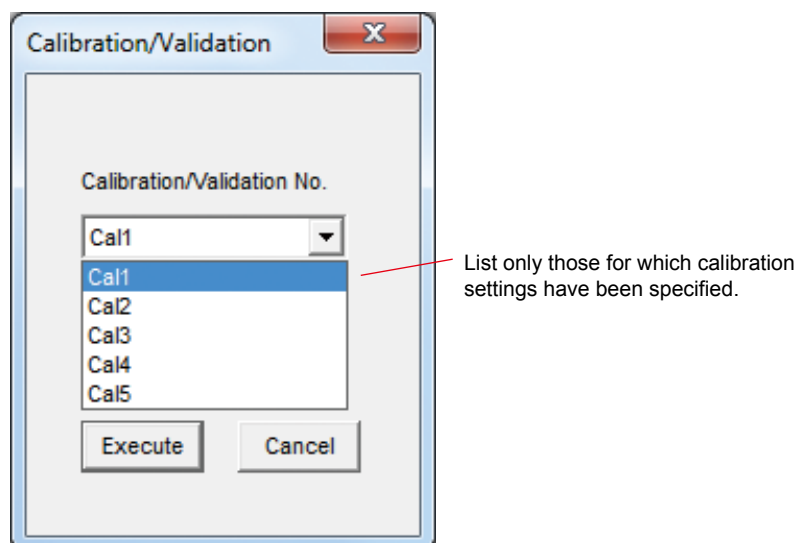 Calibration/Validation
Calibration/Validation No.
Cal1
Cal1
Cal2
Cal3
Cal4
Cal5
List only those for which calibration
settings have been specified.
Execute
Cancel